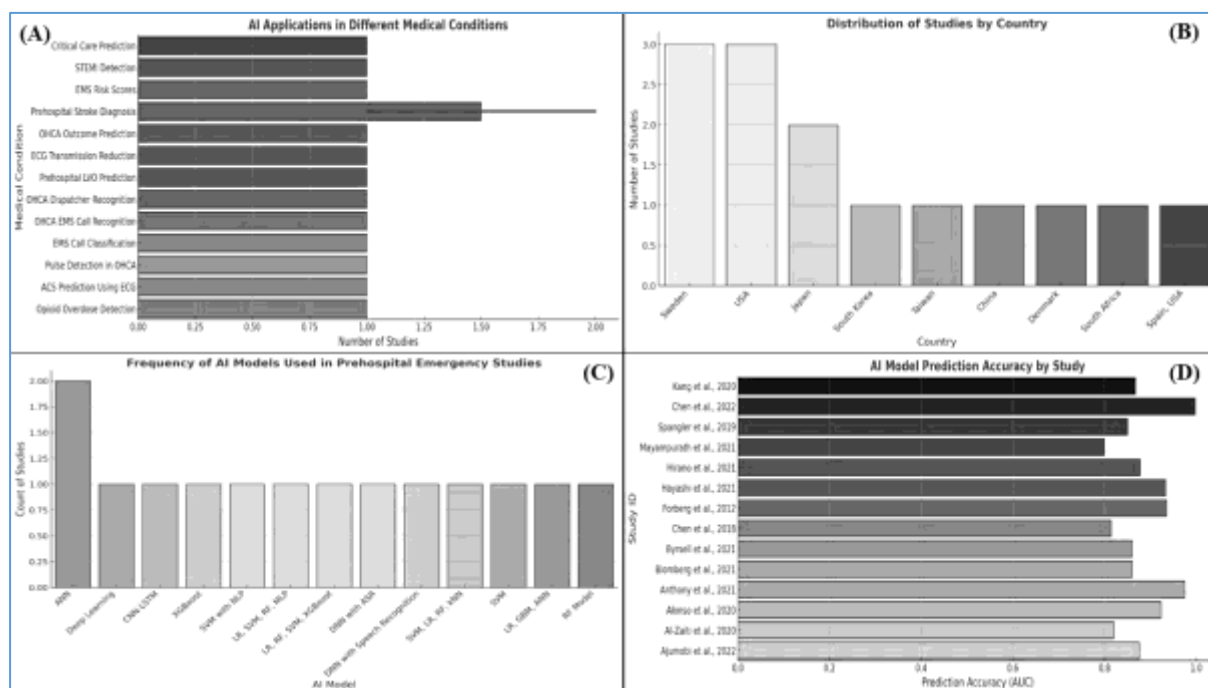 (A)
AI Applications in Different Medical Conditions
Medical Condition
Critical Care Prediction
STEMI Detection
EMS Risk Scores
Prehospital Stroke Diagnosis
OHCA Outcome Prediction
ECG Transmission Reduction
Prehospital LVO Prediction
OHCA Dispatcher Recognition
OHCA EMS Call Recognition
EMS Call Classification
Pulse Detection in OHCA
ACS Prediction Using ECG
Opioid Overdose Detection
0.00 0.25 0.50 0.75 1.00 1.25 1.50 1.75 2.00
Number of Studies
(B)
Distribution of Studies by Country
Number of Studies
3.0
2.5
2.0
1.5
1.0
0.5
0.0
Sweden
USA
Japan
South Korea
Taiwan
China
Denmark
South Africa
Spain, USA
Country
(C)
Frequency of AI Models Used in Prehospital Emergency Studies
Count of Studies
2.00
1.75
1.50
1.25
1.00
0.75
0.50
0.25
0.00
ANN
Deep Learning
CNN-LSTM
XGBoost
SVM with NLP
LR, SVM, RF, MLP
LR, RF, SVM, XGBoost
DNN with ASR
DNN with Speech Recognition
SVM, LR, RF, KNN
SVM
LR, GBM, ANN
RF Model
AI Model
(D)
AI Model Prediction Accuracy by Study
Study ID
Kang et al., 2020
Chen et al., 2022
Spangler et al., 2019
Mayampurath et al., 2021
Hirano et al., 2021
Hayashi et al., 2021
Forberg et al., 2012
Chen et al., 2019
Byrsell et al., 2021
Blomberg et al., 2021
Anthony et al., 2021
Alonso et al., 2020
Al-Zaiti et al., 2020
Ajumobi et al., 2022
0.0 0.2 0.4 0.6 0.8 1.0
Prediction Accuracy (AUC)